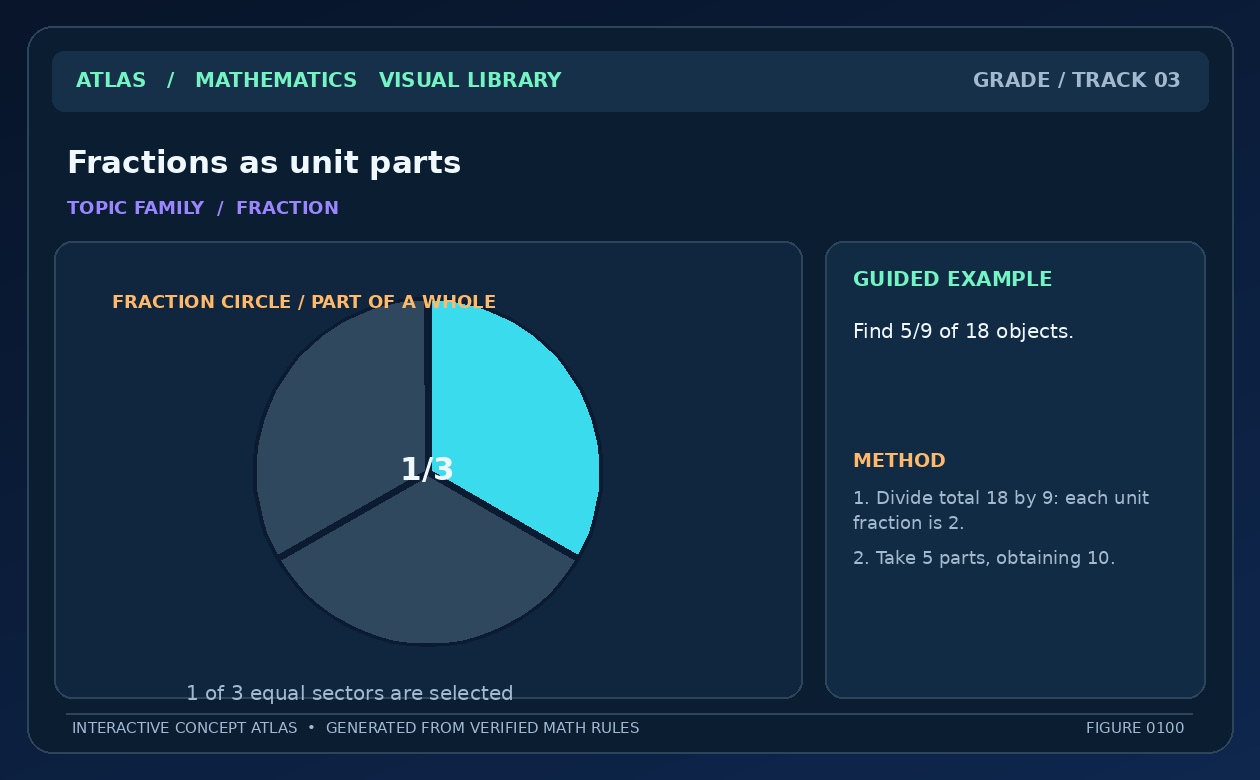 ATLAS / MATHEMATICS VISUAL LIBRARY
GRADE / TRACK 03
Fractions as unit parts
TOPIC FAMILY / FRACTION
FRACTION CIRCLE / PART OF A WHOLE
1/3
1 of 3 equal sectors are selected
GUIDED EXAMPLE
Find 5/9 of 18 objects.
METHOD
1. Divide total 18 by 9: each unit
fraction is 2.
2. Take 5 parts, obtaining 10.
INTERACTIVE CONCEPT ATLAS • GENERATED FROM VERIFIED MATH RULES
FIGURE 0100